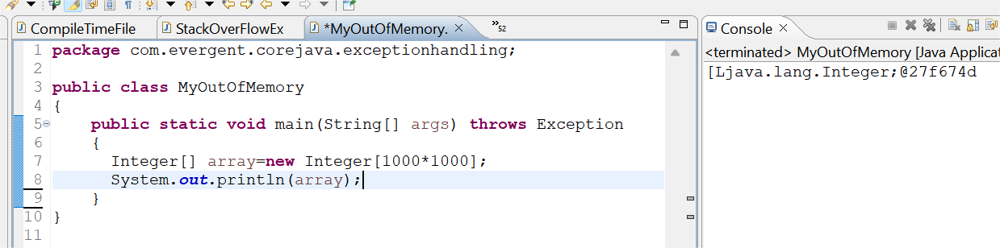 CompileTimeFile StackOverFlowEx *MyOutOfMemory. »52
1 package com.evergent.corejava.exceptionhandling;
2
3 public class MyOutOfMemory
4 {
5 public static void main(String[] args) throws Exception
6 {
7 Integer[] array=new Integer[1000*1000];
8 System.out.println(array);
9 }
10 }
11
Console
<terminated> MyOutOfMemory [Java Applicat
[Ljava.lang.Integer;@27f674d